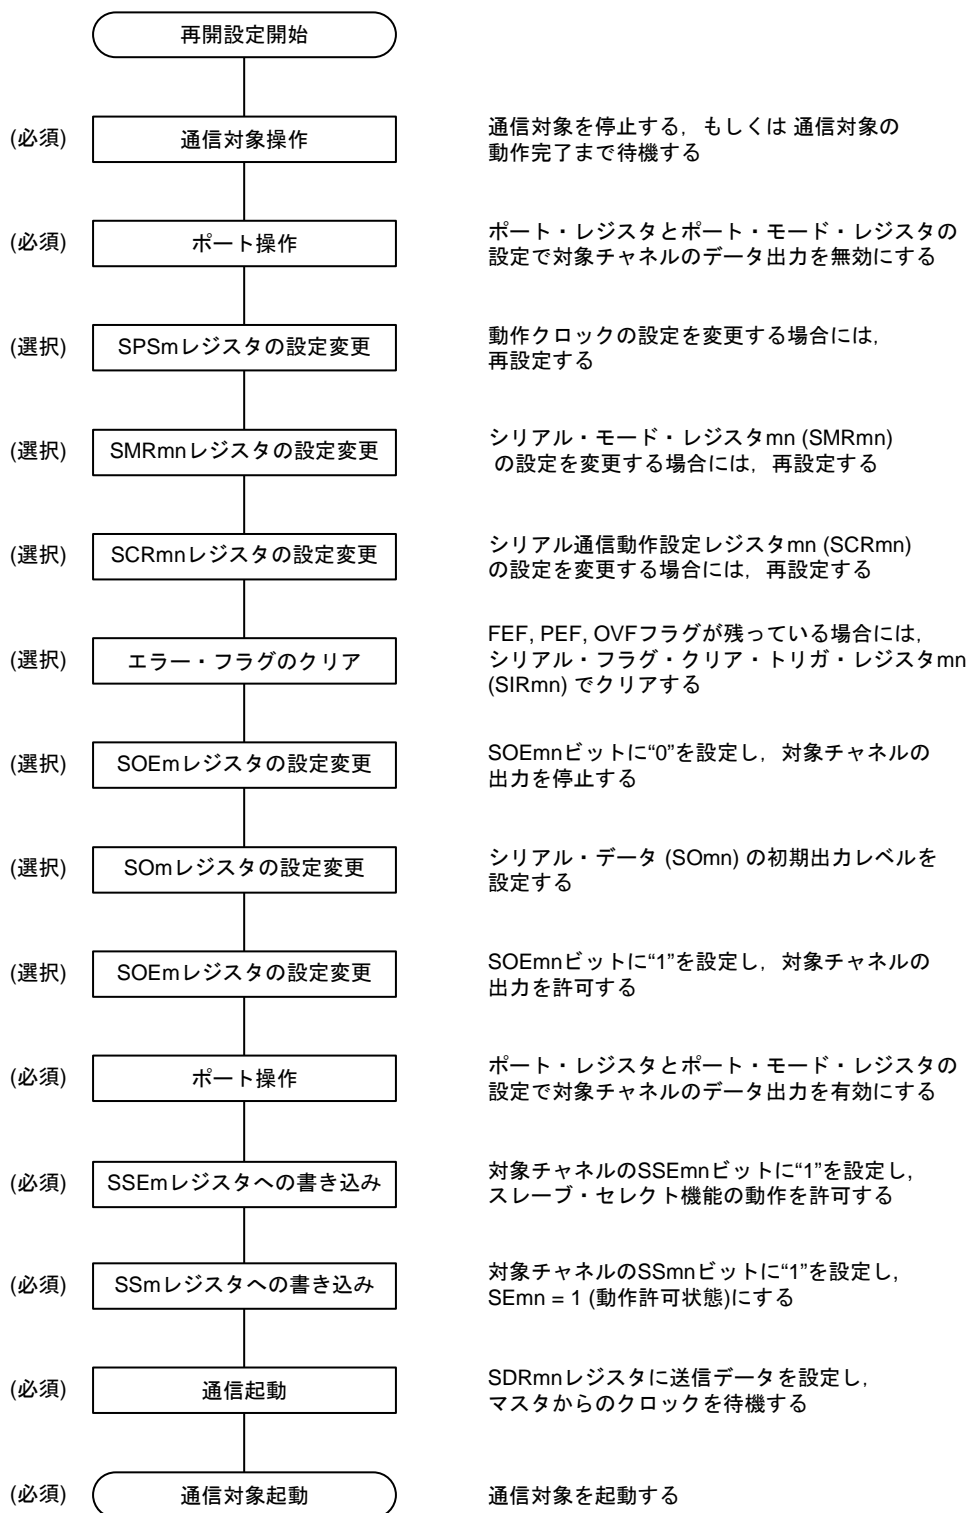 再開設定開始
(必須)
通信対象操作
通信対象を停止する，もしくは 通信対象の
動作完了まで待機する
(必須)
ポート操作
ポート・レジスタとポート・モード・レジスタの
設定で対象チャネルのデータ出力を無効にする
(選択)
SPSmレジスタの設定変更
動作クロックの設定を変更する場合には，
再設定する
(選択)
SMRmnレジスタの設定変更
シリアル・モード・レジスタmn (SMRmn)
の設定を変更する場合には，再設定する
(選択)
SCRmnレジスタの設定変更
シリアル通信動作設定レジスタmn (SCRmn)
の設定を変更する場合には，再設定する
(選択)
エラー・フラグのクリア
FEF, PEF, OVFフラグが残っている場合には，
シリアル・フラグ・クリア・トリガ・レジスタmn
(SIRmn) でクリアする
(選択)
SOEmレジスタの設定変更
SOEmnビットに“0”を設定し，対象チャネルの
出力を停止する
(選択)
SOmレジスタの設定変更
シリアル・データ (SOmn) の初期出力レベルを
設定する
(選択)
SOEmレジスタの設定変更
SOEmnビットに“1”を設定し，対象チャネルの
出力を許可する
(必須)
ポート操作
ポート・レジスタとポート・モード・レジスタの
設定で対象チャネルのデータ出力を有効にする
(必須)
SSEmレジスタへの書き込み
対象チャネルのSSEmnビットに“1”を設定し，
スレーブ・セレクト機能の動作を許可する
(必須)
SSmレジスタへの書き込み
対象チャネルのSSmnビットに“1”を設定し，
SEmn = 1 (動作許可状態)にする
(必須)
通信起動
SDRmnレジスタに送信データを設定し，
マスタからのクロックを待機する
(必須)
通信対象起動
通信対象を起動する